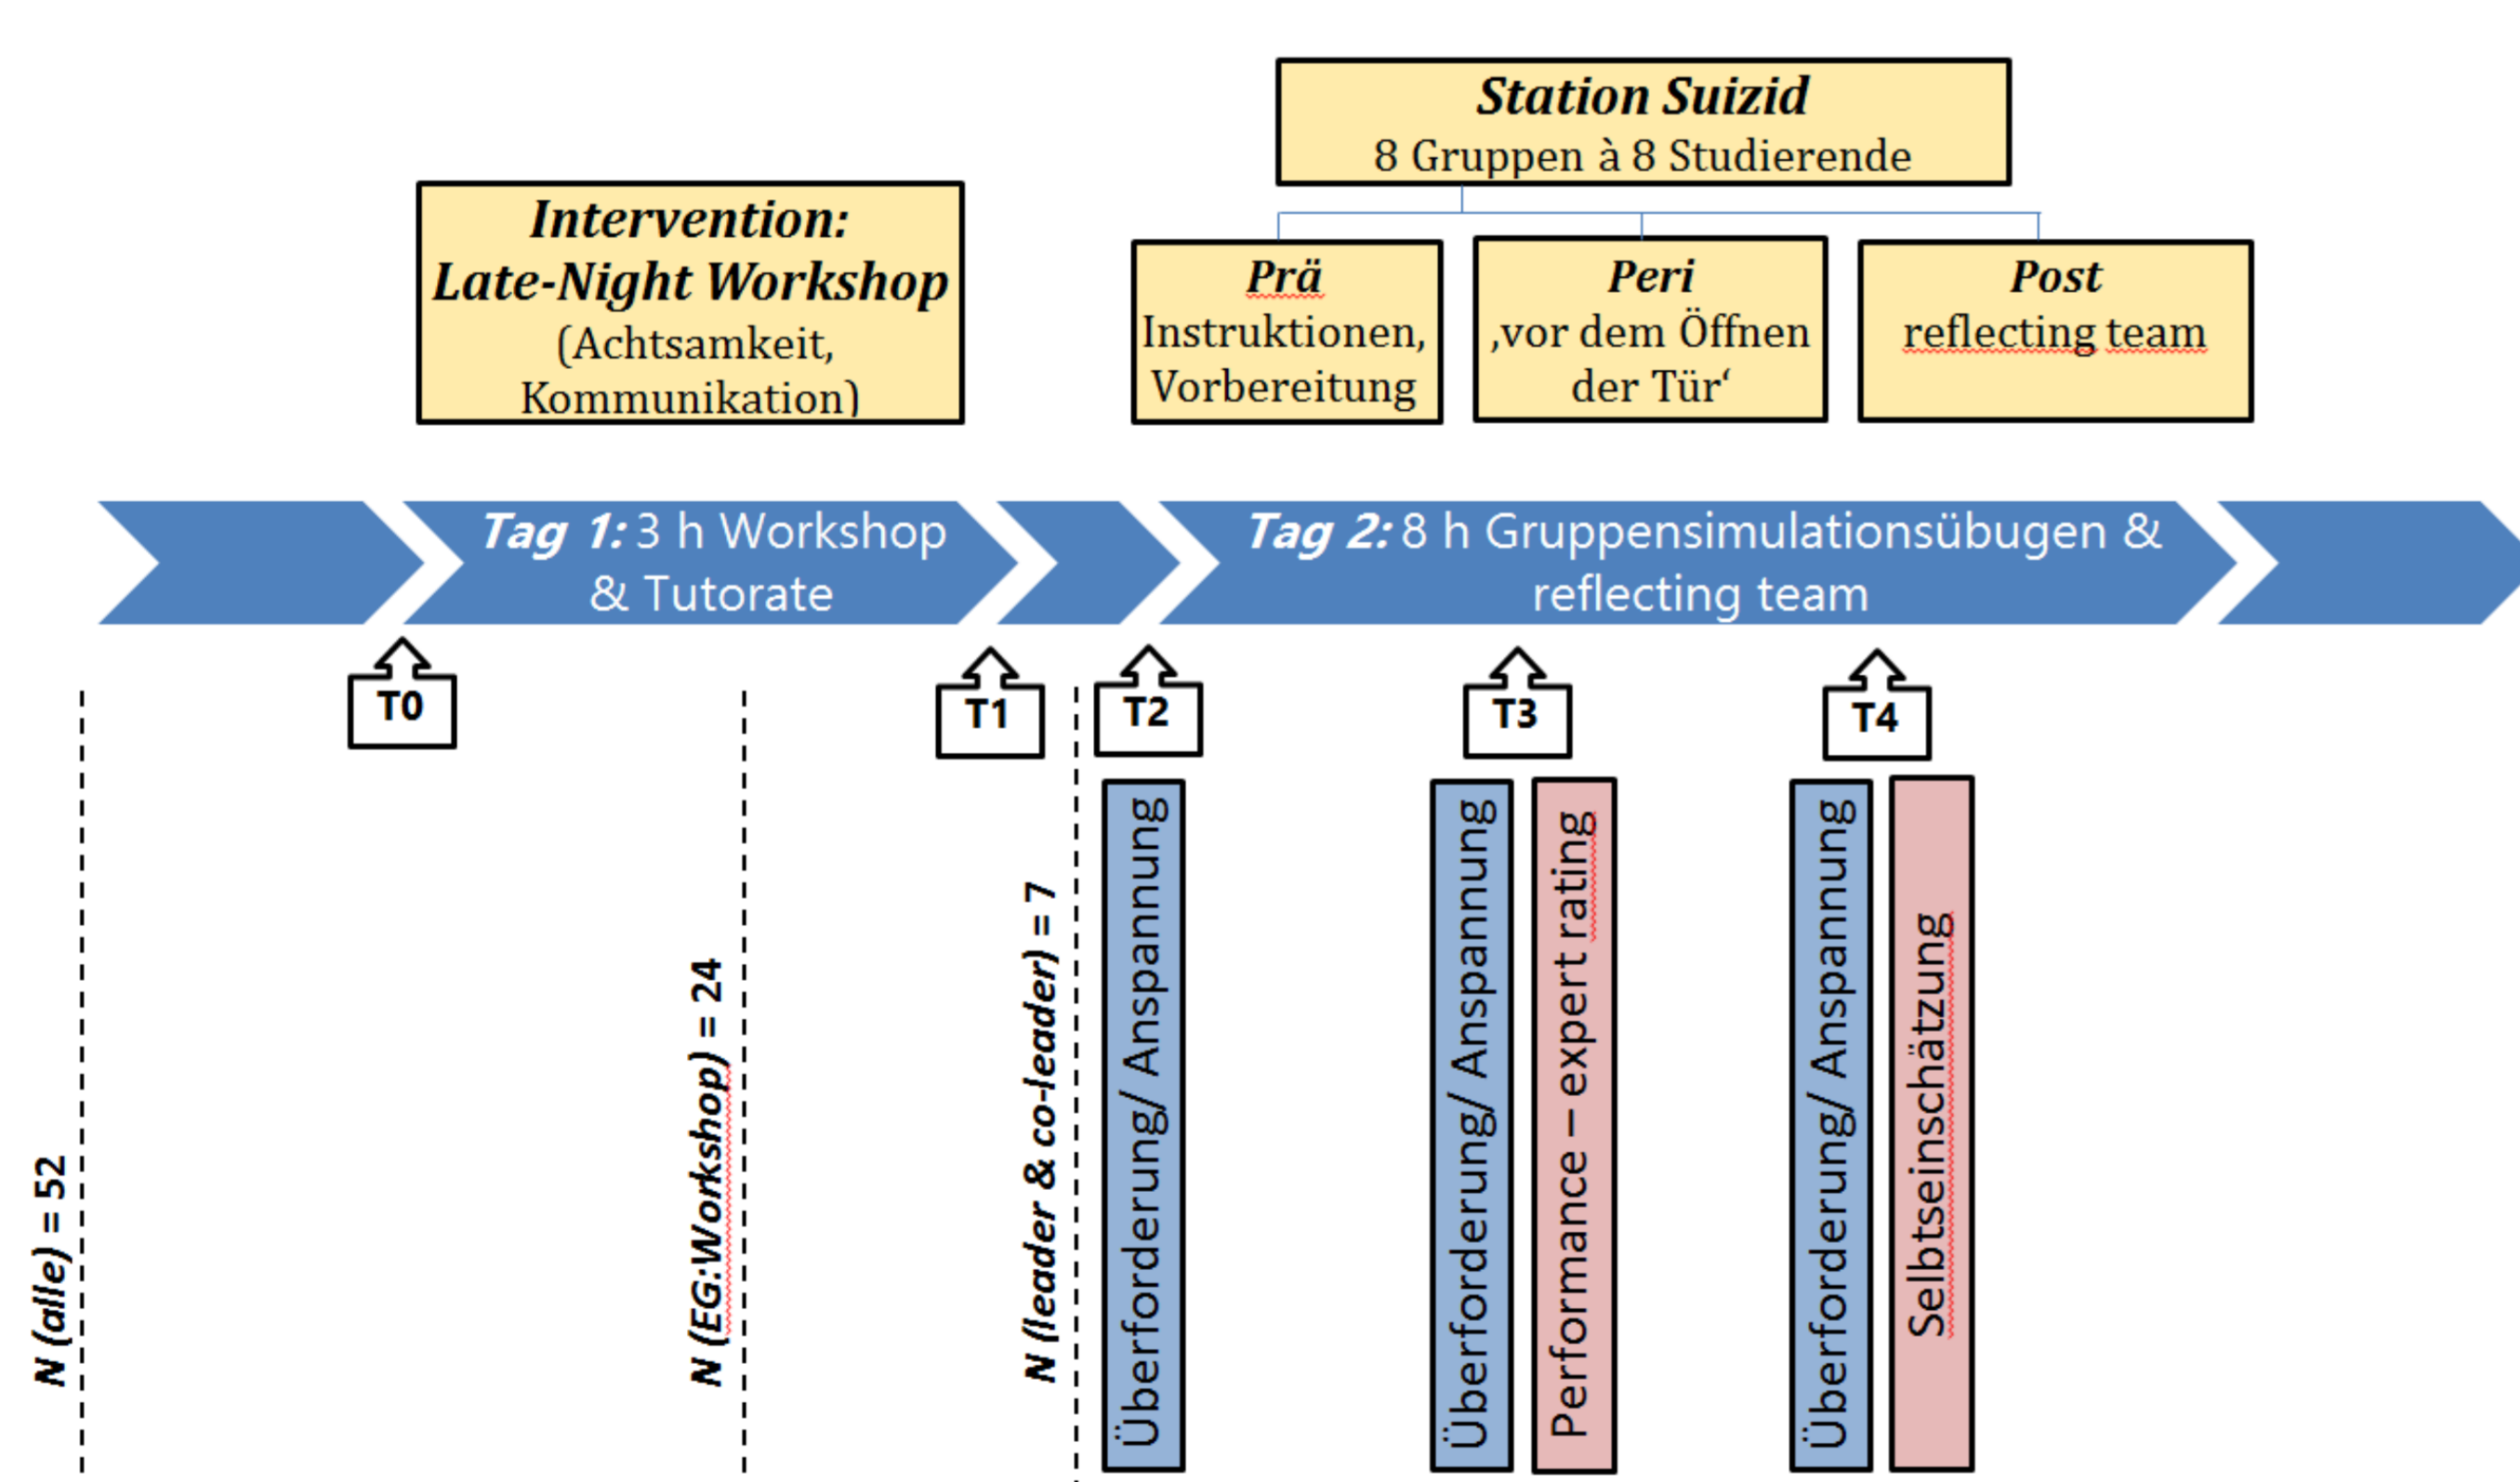 Station Suizid
8 Gruppen à 8 Studierende
Intervention:
Late-Night Workshop
(Achtsamkeit,
Kommunikation)
Prä
Instruktionen,
Vorbereitung
Peri
‚vor dem Öffnen
der Tür‘
Post
reflecting team
Tag 1: 3 h Workshop
& Tutorate
Tag 2: 8 h Gruppensimulationsübugen &
reflecting team
T0
T1
T2
T3
T4
N (alle) = 52
N (EG:Workshop) = 24
N (leader & co-leader) = 7
Überforderung/ Anspannung
Überforderung/ Anspannung
Performance – expert rating
Überforderung/ Anspannung
Selbtseinschätzung